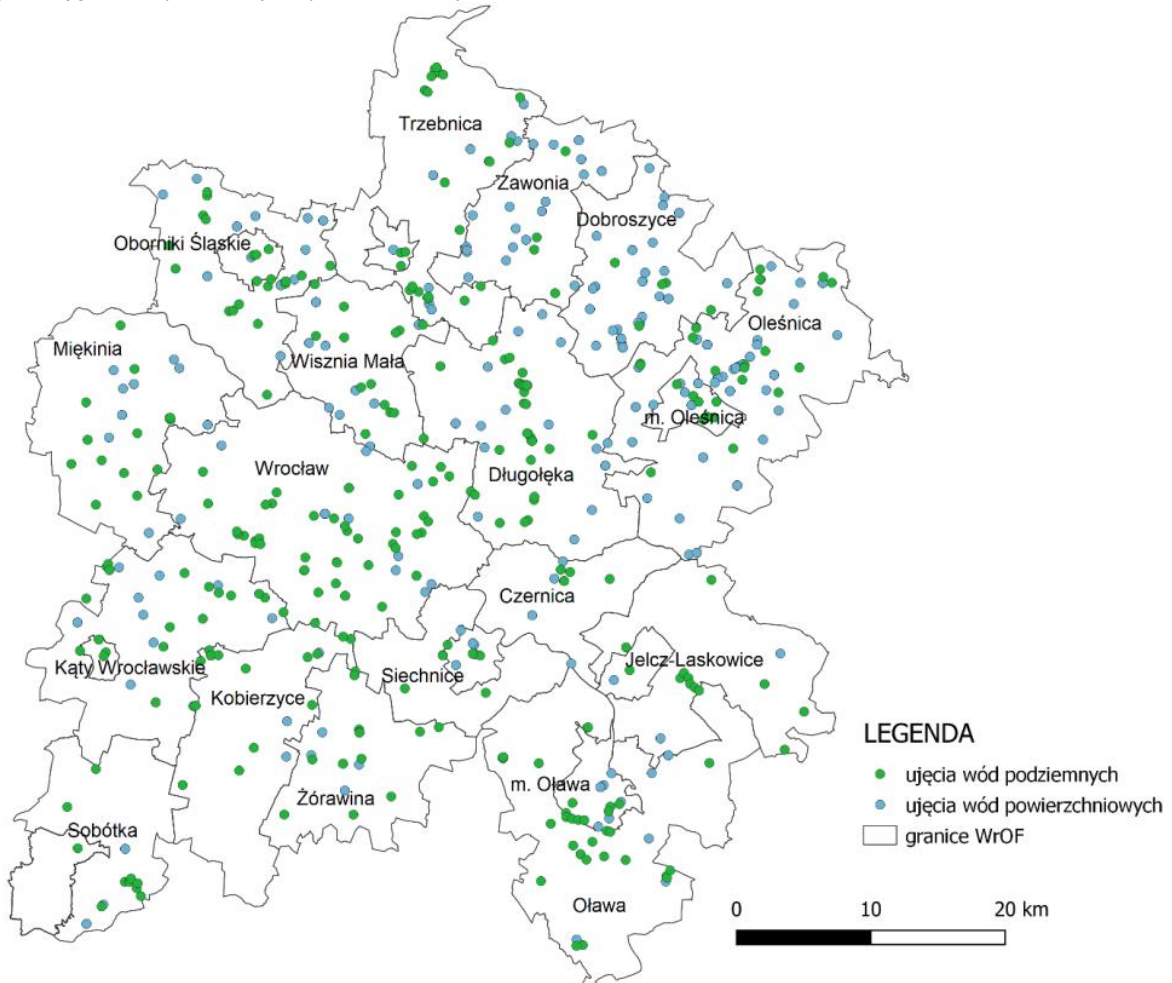 Trzebnica
Zawonia
Dobroszyce
Oborniki Śląskie
Oleśnica
Miękinia
Wisznia Mała
m. Oleśnica
Wrocław
Długołęka
Czernica
Kąty Wrocławskie
Siechnice
Jelcz-Laskowice
Kobierzyce
LEGENDA
ujęcia wód podziemnych
m. Oława
Żórawina
ujęcia wód powierzchniowych
Sobótka
granice WrOF
Oława
0 10 20 km